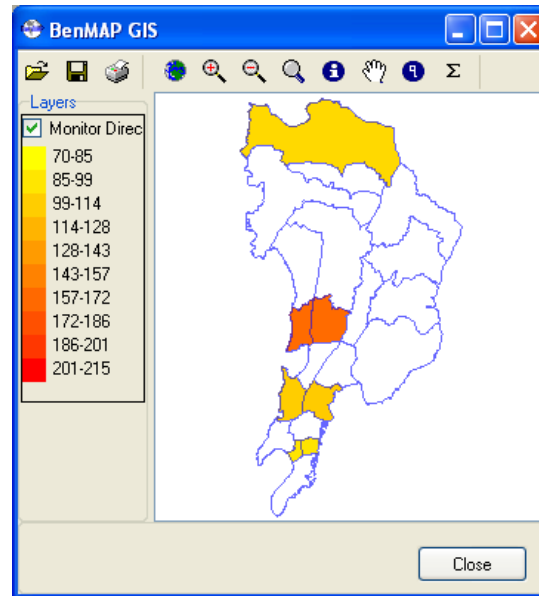 BenMAP GIS
Σ
Layers
Monitor Direc
70-85
85-99
99-114
114-128
128-143
143-157
157-172
172-186
186-201
201-215
Close